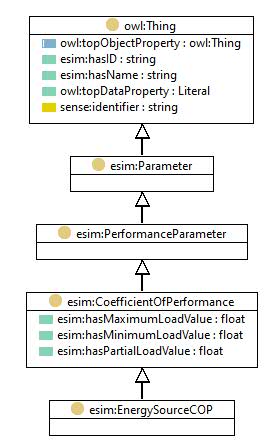 owl:Thing
owl:topObjectProperty : owl:Thing
esim:hasID : string
esim:hasName : string
owl:topDataProperty : Literal
sense:identifier : string
esim:Parameter
esim:PerformanceParameter
esim:CoefficientOfPerformance
esim:hasMaximumLoadValue : float
esim:hasMinimumLoadValue : float
esim:hasPartialLoadValue : float
esim:EnergySourceCOP